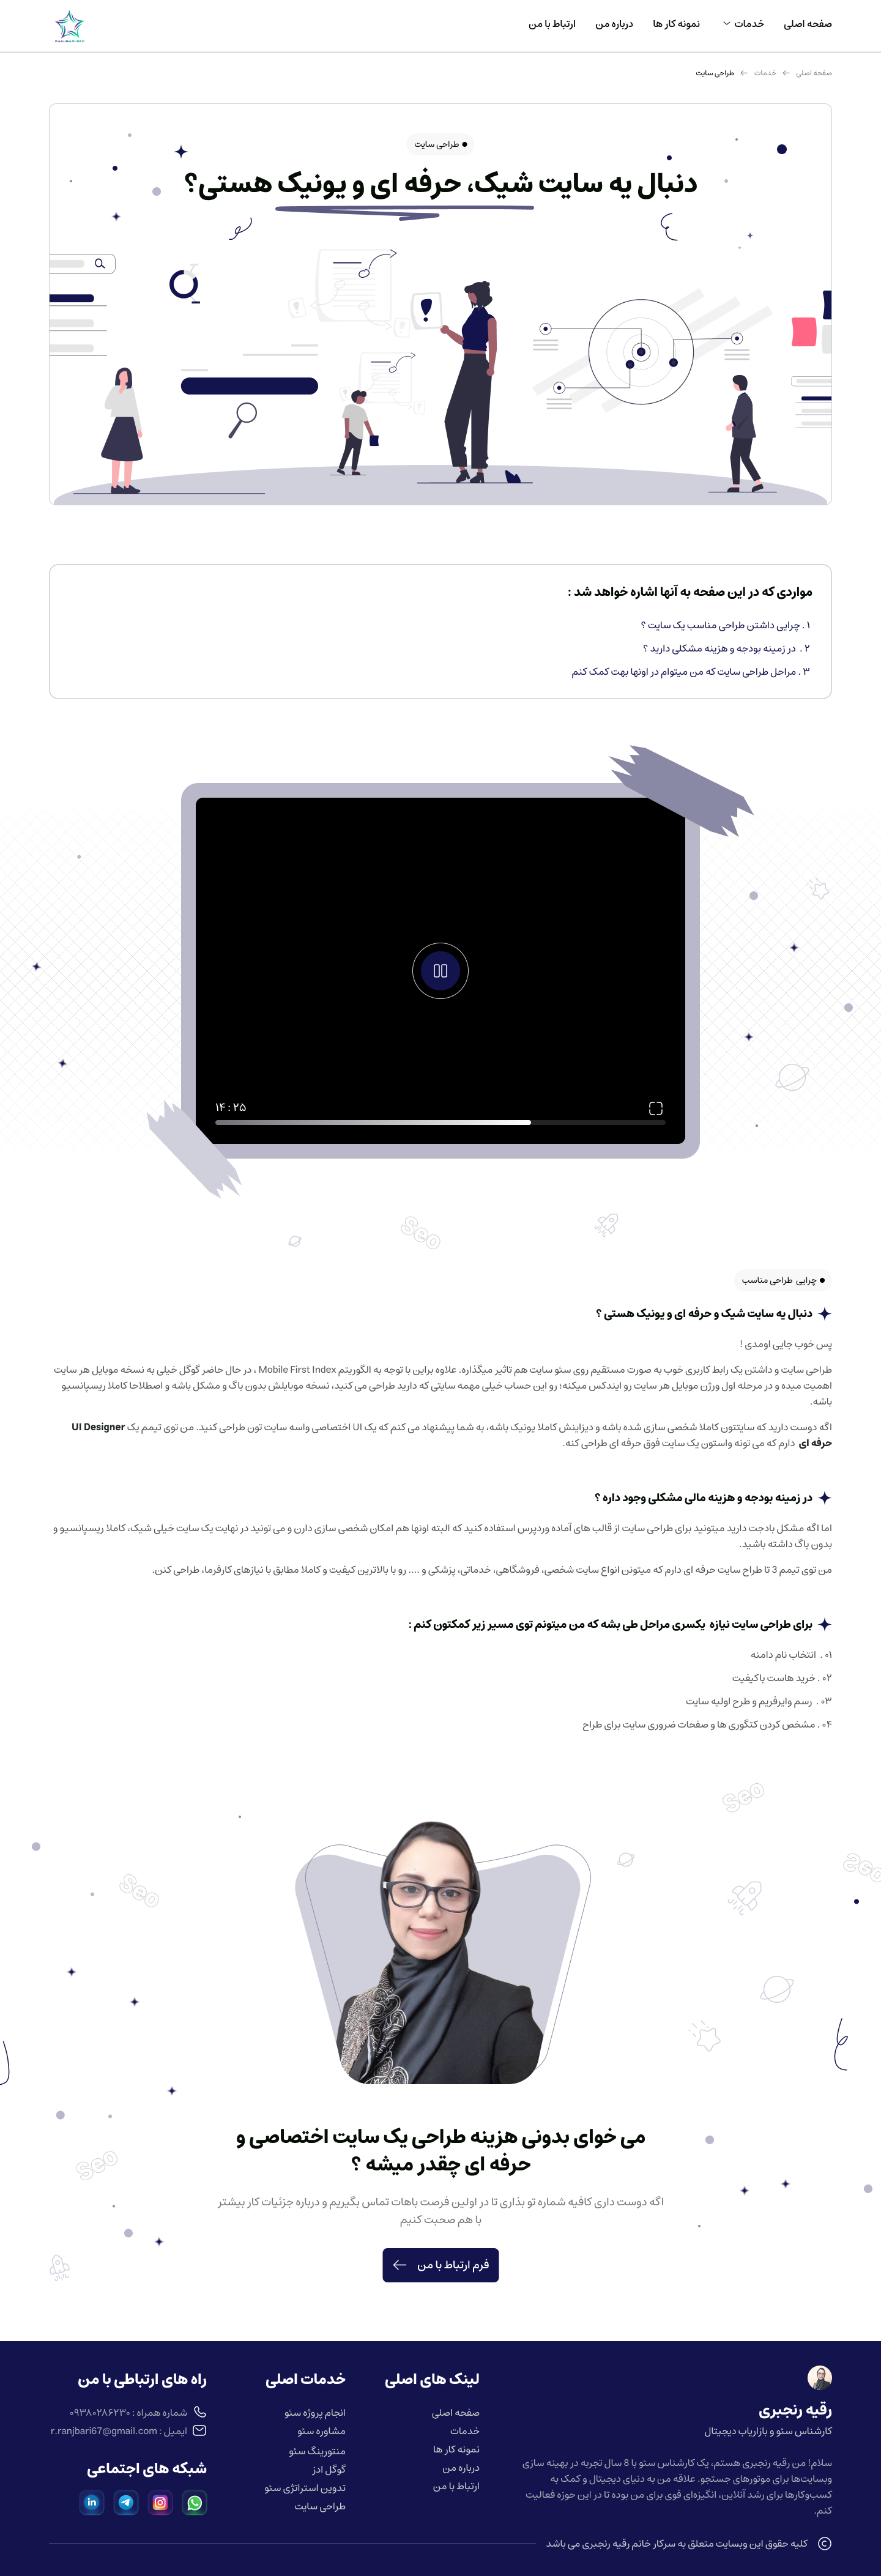 صفحه اصلی
خدمات
نمونه کار ها
درباره من
ارتباط با من
RANJBARISEO
صفحه اصلی
خدمات
طراحی سایت
طراحی سایت
دنبال یه سایت شیک، حرفه ای و یونیک هستی؟
مواردی که در این صفحه به آنها اشاره خواهد شد :
۱ . چرایی داشتن طراحی مناسب یک سایت ؟
۲ . در زمینه بودجه و هزینه مشکلی دارید ؟
۳ . مراحل طراحی سایت که من میتوام در اونها بهت کمک کنم
۱۴ : ۲۵
seo
چرایی طراحی مناسب
دنبال یه سایت شیک و حرفه ای و یونیک هستی ؟
پس خوب جایی اومدی !
طراحی سایت و داشتن یک رابط کاربری خوب به صورت مستقیم روی سئو سایت هم تاثیر میگذاره. علاوه براین با توجه به الگوریتم Mobile First Index ، در حال حاضر گوگل خیلی به نسخه موبایل هر سایت
اهمیت میده و در مرحله اول ورژن موبایل هر سایت رو ایندکس میکنه؛ رو این حساب خیلی مهمه سایتی که دارید طراحی می کنید، نسخه موبایلش بدون باگ و مشکل باشه و اصطلاحا کاملا ریسپانسیو
باشه.
اگه دوست دارید که سایتتون کاملا شخصی سازی شده باشه و دیزاینش کاملا یونیک باشه، به شما پیشنهاد می کنم که یک UI اختصاصی واسه سایت تون طراحی کنید. من توی تیمم یک UI Designer
حرفه ای دارم که می تونه واستون یک سایت فوق حرفه ای طراحی کنه.
در زمینه بودجه و هزینه مالی مشکلی وجود داره ؟
اما اگه مشکل بادجت دارید میتونید برای طراحی سایت از قالب های آماده وردپرس استفاده کنید که البته اونها هم امکان شخصی سازی دارن و می تونید در نهایت یک سایت خیلی شیک، کاملا ریسپانسیو و
بدون باگ داشته باشید.
من توی تیمم 3 تا طراح سایت حرفه ای دارم که میتونن انواع سایت شخصی، فروشگاهی، خدماتی، پزشکی و .... رو با بالاترین کیفیت و کاملا مطابق با نیازهای کارفرما، طراحی کنن.
برای طراحی سایت نیازه یکسری مراحل طی بشه که من میتونم توی مسیر زیر کمکتون کنم :
۰۱ . انتخاب نام دامنه
۰۲ . خرید هاست باکیفیت
۰۳ . رسم وایرفریم و طرح اولیه سایت
۰۴ . مشخص کردن کتگوری ها و صفحات ضروری سایت برای طراح
seo
seo
seo
seo
می خوای بدونی هزینه طراحی یک سایت اختصاصی و
حرفه ای چقدر میشه ؟
اگه دوست داری کافیه شماره تو بذاری تا در اولین فرصت باهات تماس بگیریم و درباره جزئیات کار بیشتر
با هم صحبت کنیم
فرم ارتباط با من
رقیه رنجبری
کارشناس سئو و بازاریاب دیجیتال
سلام! من رقیه رنجبری هستم، یک کارشناس سئو با 8 سال تجربه در بهینه سازی
وبسایت‌ها برای موتورهای جستجو. علاقه من به دنیای دیجیتال و کمک به
کسب‌وکارها برای رشد آنلاین، انگیزه‌ای قوی برای من بوده تا در این حوزه فعالیت
کنم.
لینک های اصلی
صفحه اصلی
خدمات
نمونه کار ها
درباره من
ارتباط با من
خدمات اصلی
انجام پروژه سئو
مشاوره سئو
منتورینگ سئو
گوگل ادز
تدوین استراتژی سئو
طراحی سایت
راه های ارتباطی با من
شماره همراه : ۰۹۳۸۰۲۸۶۲۳۰
ایمیل : r.ranjbari67@gmail.com
شبکه های اجتماعی
کلیه حقوق این وبسایت متعلق به سرکار خانم رقیه رنجبری می باشد